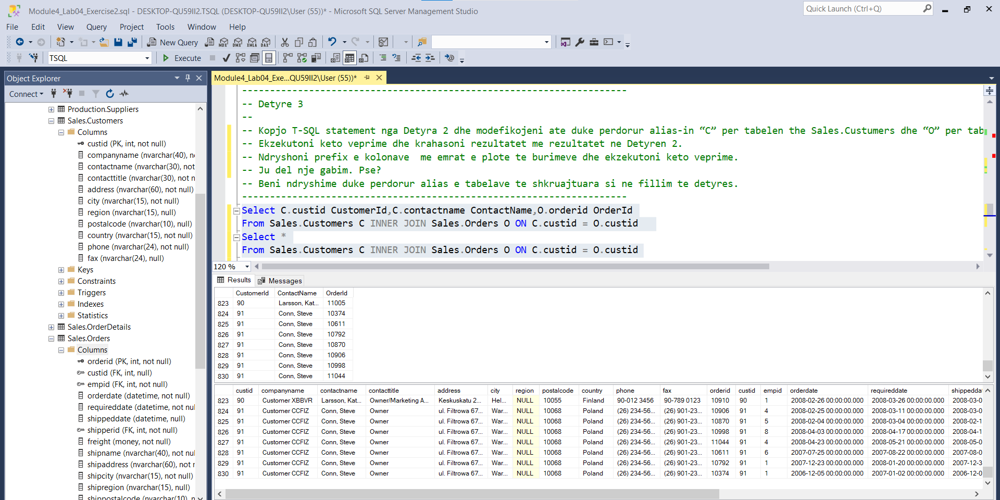 Module4_Lab04_Exercise2.sql - DESKTOP-QU59II2.TSQL (DESKTOP-QU59II2\User (55))* - Microsoft SQL Server Management Studio
Quick Launch (Ctrl+Q)
File Edit View Query Project Tools Window Help
New Query MDX DMX XMLA DAX
TSQL Execute
Object Explorer
Connect
Production.Suppliers
Sales.Customers
Columns
custid (PK, int, not null)
companyname (nvarchar(40), n
contactname (nvarchar(30), not
contacttitle (nvarchar(30), not n
address (nvarchar(60), not null)
city (nvarchar(15), not null)
region (nvarchar(15), null)
postalcode (nvarchar(10), null)
country (nvarchar(15), not null)
phone (nvarchar(24), not null)
fax (nvarchar(24), null)
Keys
Constraints
Triggers
Indexes
Statistics
Sales.OrderDetails
Sales.Orders
Columns
orderid (PK, int, not null)
custid (FK, int, null)
empid (FK, int, not null)
orderdate (datetime, not null)
requireddate (datetime, not nul
shippeddate (datetime, null)
shipperid (FK, int, not null)
freight (money, not null)
shipname (nvarchar(40), not nul
shipaddress (nvarchar(60), not r
shipcity (nvarchar(15), not null)
shipregion (nvarchar(15), null)
shippostalcode (nvarchar(10), n
Module4_Lab04_Exe...QU59II2\User (55))*
---------------------------------------------------------------------
-- Detyre 3
--
-- Kopjo T-SQL statement nga Detyra 2 dhe modefikojeni ate duke perdorur alias-in “C” per tabelen the Sales.Custumers dhe “O” per tab
-- Ekzekutoni keto veprime dhe krahasoni rezultatet me rezultatet ne Detyren 2.
-- Ndryshoni prefix e kolonave  me emrat e plote te burimeve dhe ekzekutoni keto veprime.
-- Ju del nje gabim. Pse?
-- Beni ndryshime duke perdorur alias e tabelave te shkruajtuara si ne fillim te detyres.
---------------------------------------------------------------------
Select C.custid CustomerId,C.contactname ContactName,O.orderid OrderId
From Sales.Customers C INNER JOIN Sales.Orders O ON C.custid = O.custid
Select *
From Sales.Customers C INNER JOIN Sales.Orders O ON C.custid = O.custid
120 %
Results Messages
CustomerId ContactName OrderId
823 90 Larsson, Kat... 11005
824 91 Conn, Steve 10374
825 91 Conn, Steve 10611
826 91 Conn, Steve 10792
827 91 Conn, Steve 10870
828 91 Conn, Steve 10906
829 91 Conn, Steve 10998
830 91 Conn, Steve 11044
custid companyname contactname contacttitle address city region postalcode country phone fax orderid custid empid orderdate requireddate shippedda
823 90 Customer XBBVR Larsson, Kat... Owner/Marketing A... Keskuskatu 2... Hel... NULL 10055 Finland 90-012 3456 90-789 0123 10910 90 1 2008-02-26 00:00:00.000 2008-03-26 00:00:00.000 2008-03-0
824 91 Customer CCFIZ Conn, Steve Owner ul. Filtrowa 67... War... NULL 10068 Poland (26) 234-56... (26) 901-23... 10906 91 4 2008-02-25 00:00:00.000 2008-03-11 00:00:00.000 2008-03-0
825 91 Customer CCFIZ Conn, Steve Owner ul. Filtrowa 67... War... NULL 10068 Poland (26) 234-56... (26) 901-23... 10870 91 5 2008-02-04 00:00:00.000 2008-03-04 00:00:00.000 2008-02-1
826 91 Customer CCFIZ Conn, Steve Owner ul. Filtrowa 67... War... NULL 10068 Poland (26) 234-56... (26) 901-23... 10998 91 8 2008-04-03 00:00:00.000 2008-04-17 00:00:00.000 2008-04-1
827 91 Customer CCFIZ Conn, Steve Owner ul. Filtrowa 67... War... NULL 10068 Poland (26) 234-56... (26) 901-23... 11044 91 4 2008-04-23 00:00:00.000 2008-05-21 00:00:00.000 2008-05-0
828 91 Customer CCFIZ Conn, Steve Owner ul. Filtrowa 67... War... NULL 10068 Poland (26) 234-56... (26) 901-23... 10611 91 6 2007-07-25 00:00:00.000 2007-08-22 00:00:00.000 2007-08-0
829 91 Customer CCFIZ Conn, Steve Owner ul. Filtrowa 67... War... NULL 10068 Poland (26) 234-56... (26) 901-23... 10792 91 1 2007-12-23 00:00:00.000 2008-01-20 00:00:00.000 2007-12-3
830 91 Customer CCFIZ Conn, Steve Owner ul. Filtrowa 67... War... NULL 10068 Poland (26) 234-56... (26) 901-23... 10374 91 1 2006-12-05 00:00:00.000 2007-01-02 00:00:00.000 2006-12-0